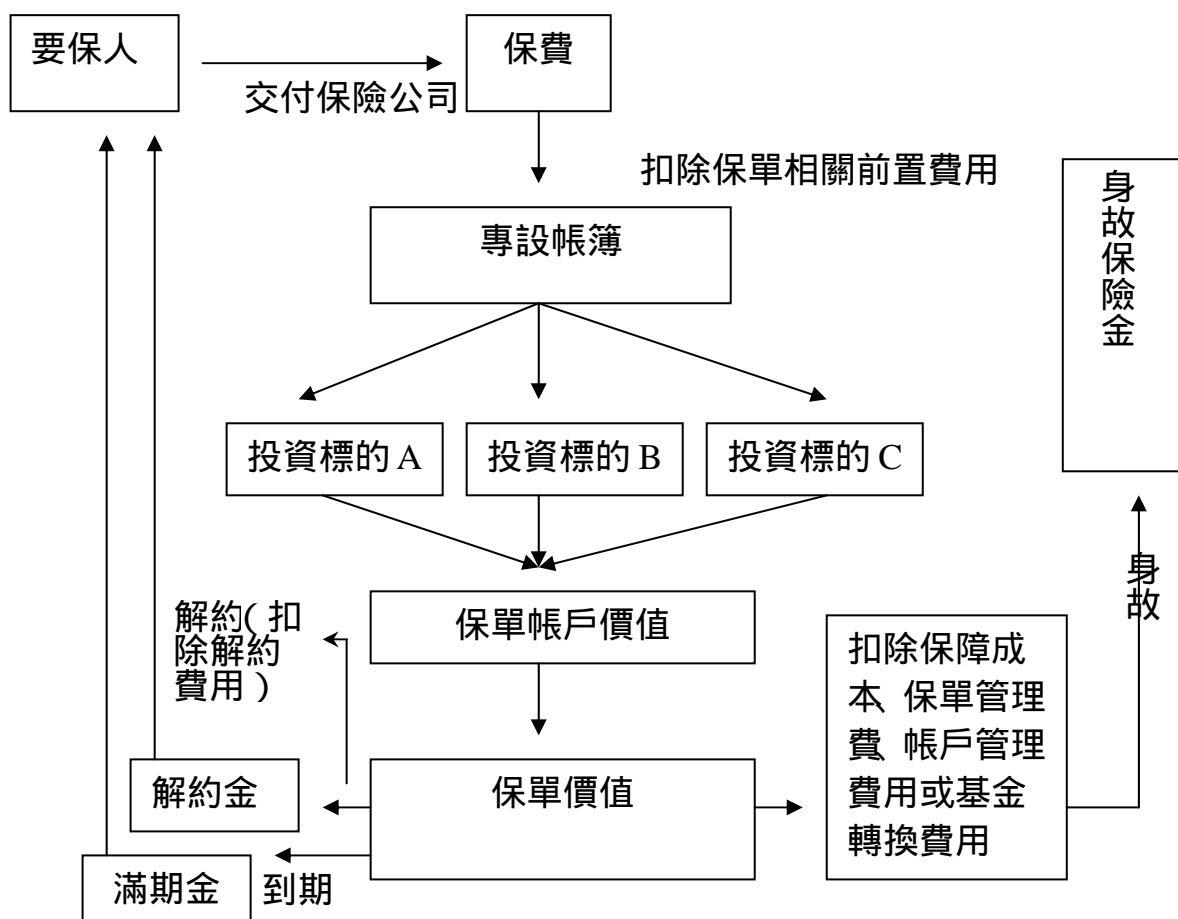 要保人
保費
交付保險公司
扣除保單相關前置費用
專設帳簿
身故保險金
投資標的 A
投資標的 B
投資標的 C
身故
解約(扣
除解約
費用)
保單帳戶價值
扣除保障成
本、保單管理
費、帳戶管理
費用或基金
轉換費用
解約金
保單價值
滿期金
到期